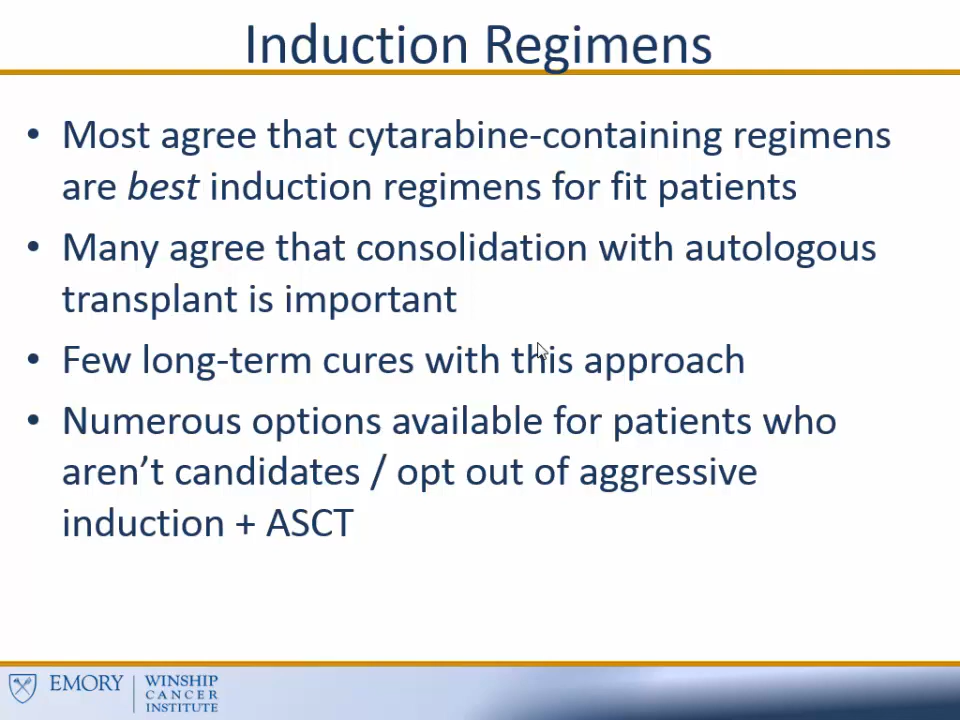 Induction Regimens
• Most agree that cytarabine-containing regimens
are best induction regimens for fit patients
• Many agree that consolidation with autologous
transplant is important
• Few long-term cures with this approach
• Numerous options available for patients who
aren’t candidates / opt out of aggressive
induction + ASCT
EMORY
WINSHIP
CANCER
INSTITUTE